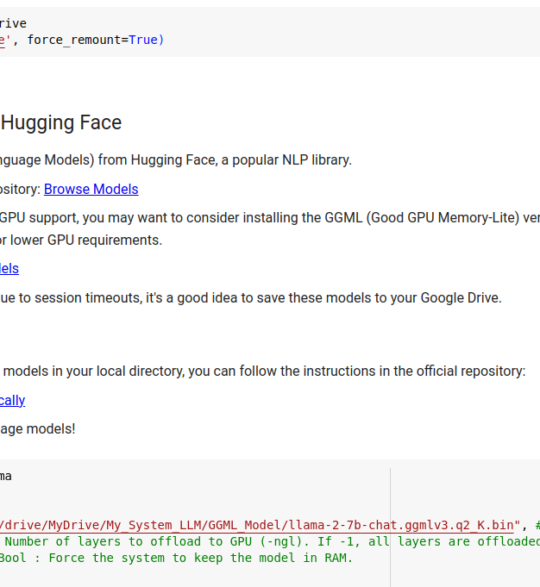 rive
e', force_remount=True)
Hugging Face
nguage Models) from Hugging Face, a popular NLP library.
ository: Browse Models
GPU support, you may want to consider installing the GGML (Good GPU Memory-Lite) ver
or lower GPU requirements.
lels
ue to session timeouts, it's a good idea to save these models to your Google Drive.
models in your local directory, you can follow the instructions in the official repository:
cally
age models!
ma
/drive/MyDrive/My_System_LLM/GGML_Model/llama-2-7b-chat.ggmlv3.q2_K.bin", #
Number of layers to offload to GPU (-ngl). If -1, all layers are offloaded
Bool : Force the system to keep the model in RAM.